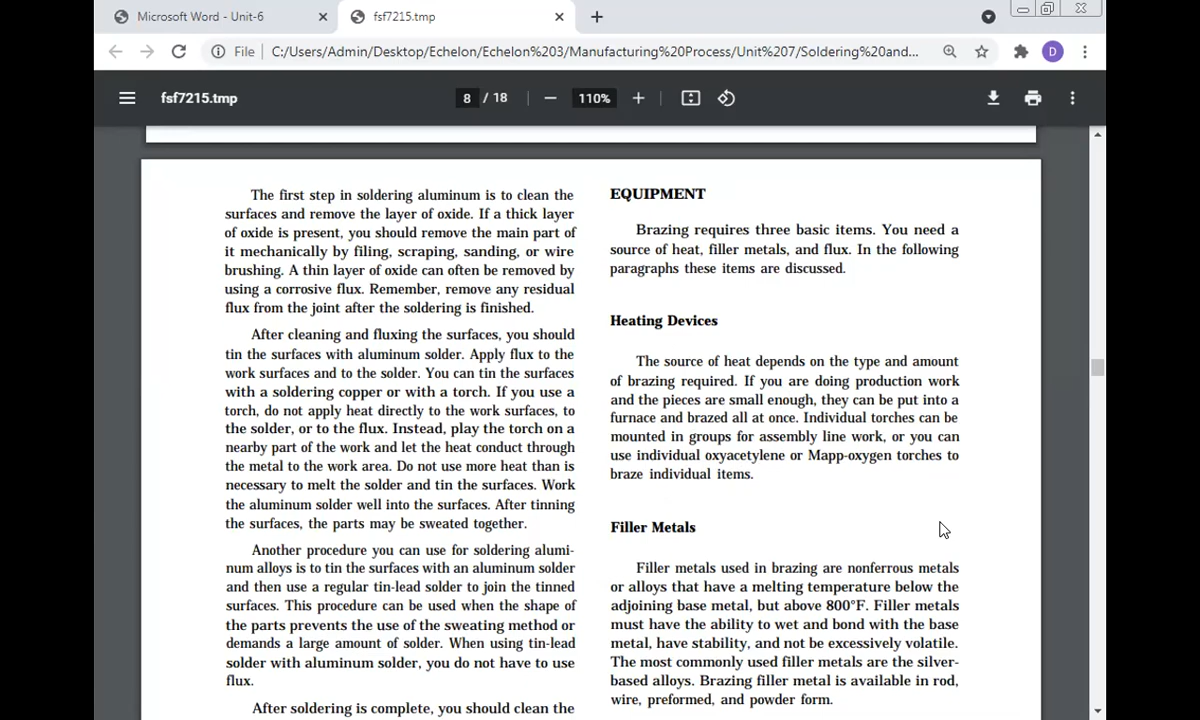 Microsoft Word - Unit-6
fsf7215.tmp
File
C:/Users/Admin/Desktop/Echelon/Echelon%203/Manufacturing%20Process/Unit%207/Soldering%20and...
D
fsf7215.tmp
8 / 18
110%
The first step in soldering aluminum is to clean the
surfaces and remove the layer of oxide. If a thick layer
of oxide is present, you should remove the main part of
it mechanically by filing, scraping, sanding, or wire
brushing. A thin layer of oxide can often be removed by
using a corrosive flux. Remember, remove any residual
flux from the joint after the soldering is finished.
After cleaning and fluxing the surfaces, you should
tin the surfaces with aluminum solder. Apply flux to the
work surfaces and to the solder. You can tin the surfaces
with a soldering copper or with a torch. If you use a
torch, do not apply heat directly to the work surfaces, to
the solder, or to the flux. Instead, play the torch on a
nearby part of the work and let the heat conduct through
the metal to the work area. Do not use more heat than is
necessary to melt the solder and tin the surfaces. Work
the aluminum solder well into the surfaces. After tinning
the surfaces, the parts may be sweated together.
Another procedure you can use for soldering alumi-
num alloys is to tin the surfaces with an aluminum solder
and then use a regular tin-lead solder to join the tinned
surfaces. This procedure can be used when the shape of
the parts prevents the use of the sweating method or
demands a large amount of solder. When using tin-lead
solder with aluminum solder, you do not have to use
flux.
After soldering is complete, you should clean the
EQUIPMENT
Brazing requires three basic items. You need a
source of heat, filler metals, and flux. In the following
paragraphs these items are discussed.
Heating Devices
The source of heat depends on the type and amount
of brazing required. If you are doing production work
and the pieces are small enough, they can be put into a
furnace and brazed all at once. Individual torches can be
mounted in groups for assembly line work, or you can
use individual oxyacetylene or Mapp-oxygen torches to
braze individual items.
Filler Metals
Filler metals used in brazing are nonferrous metals
or alloys that have a melting temperature below the
adjoining base metal, but above 800°F. Filler metals
must have the ability to wet and bond with the base
metal, have stability, and not be excessively volatile.
The most commonly used filler metals are the silver-
based alloys. Brazing filler metal is available in rod,
wire, preformed, and powder form.